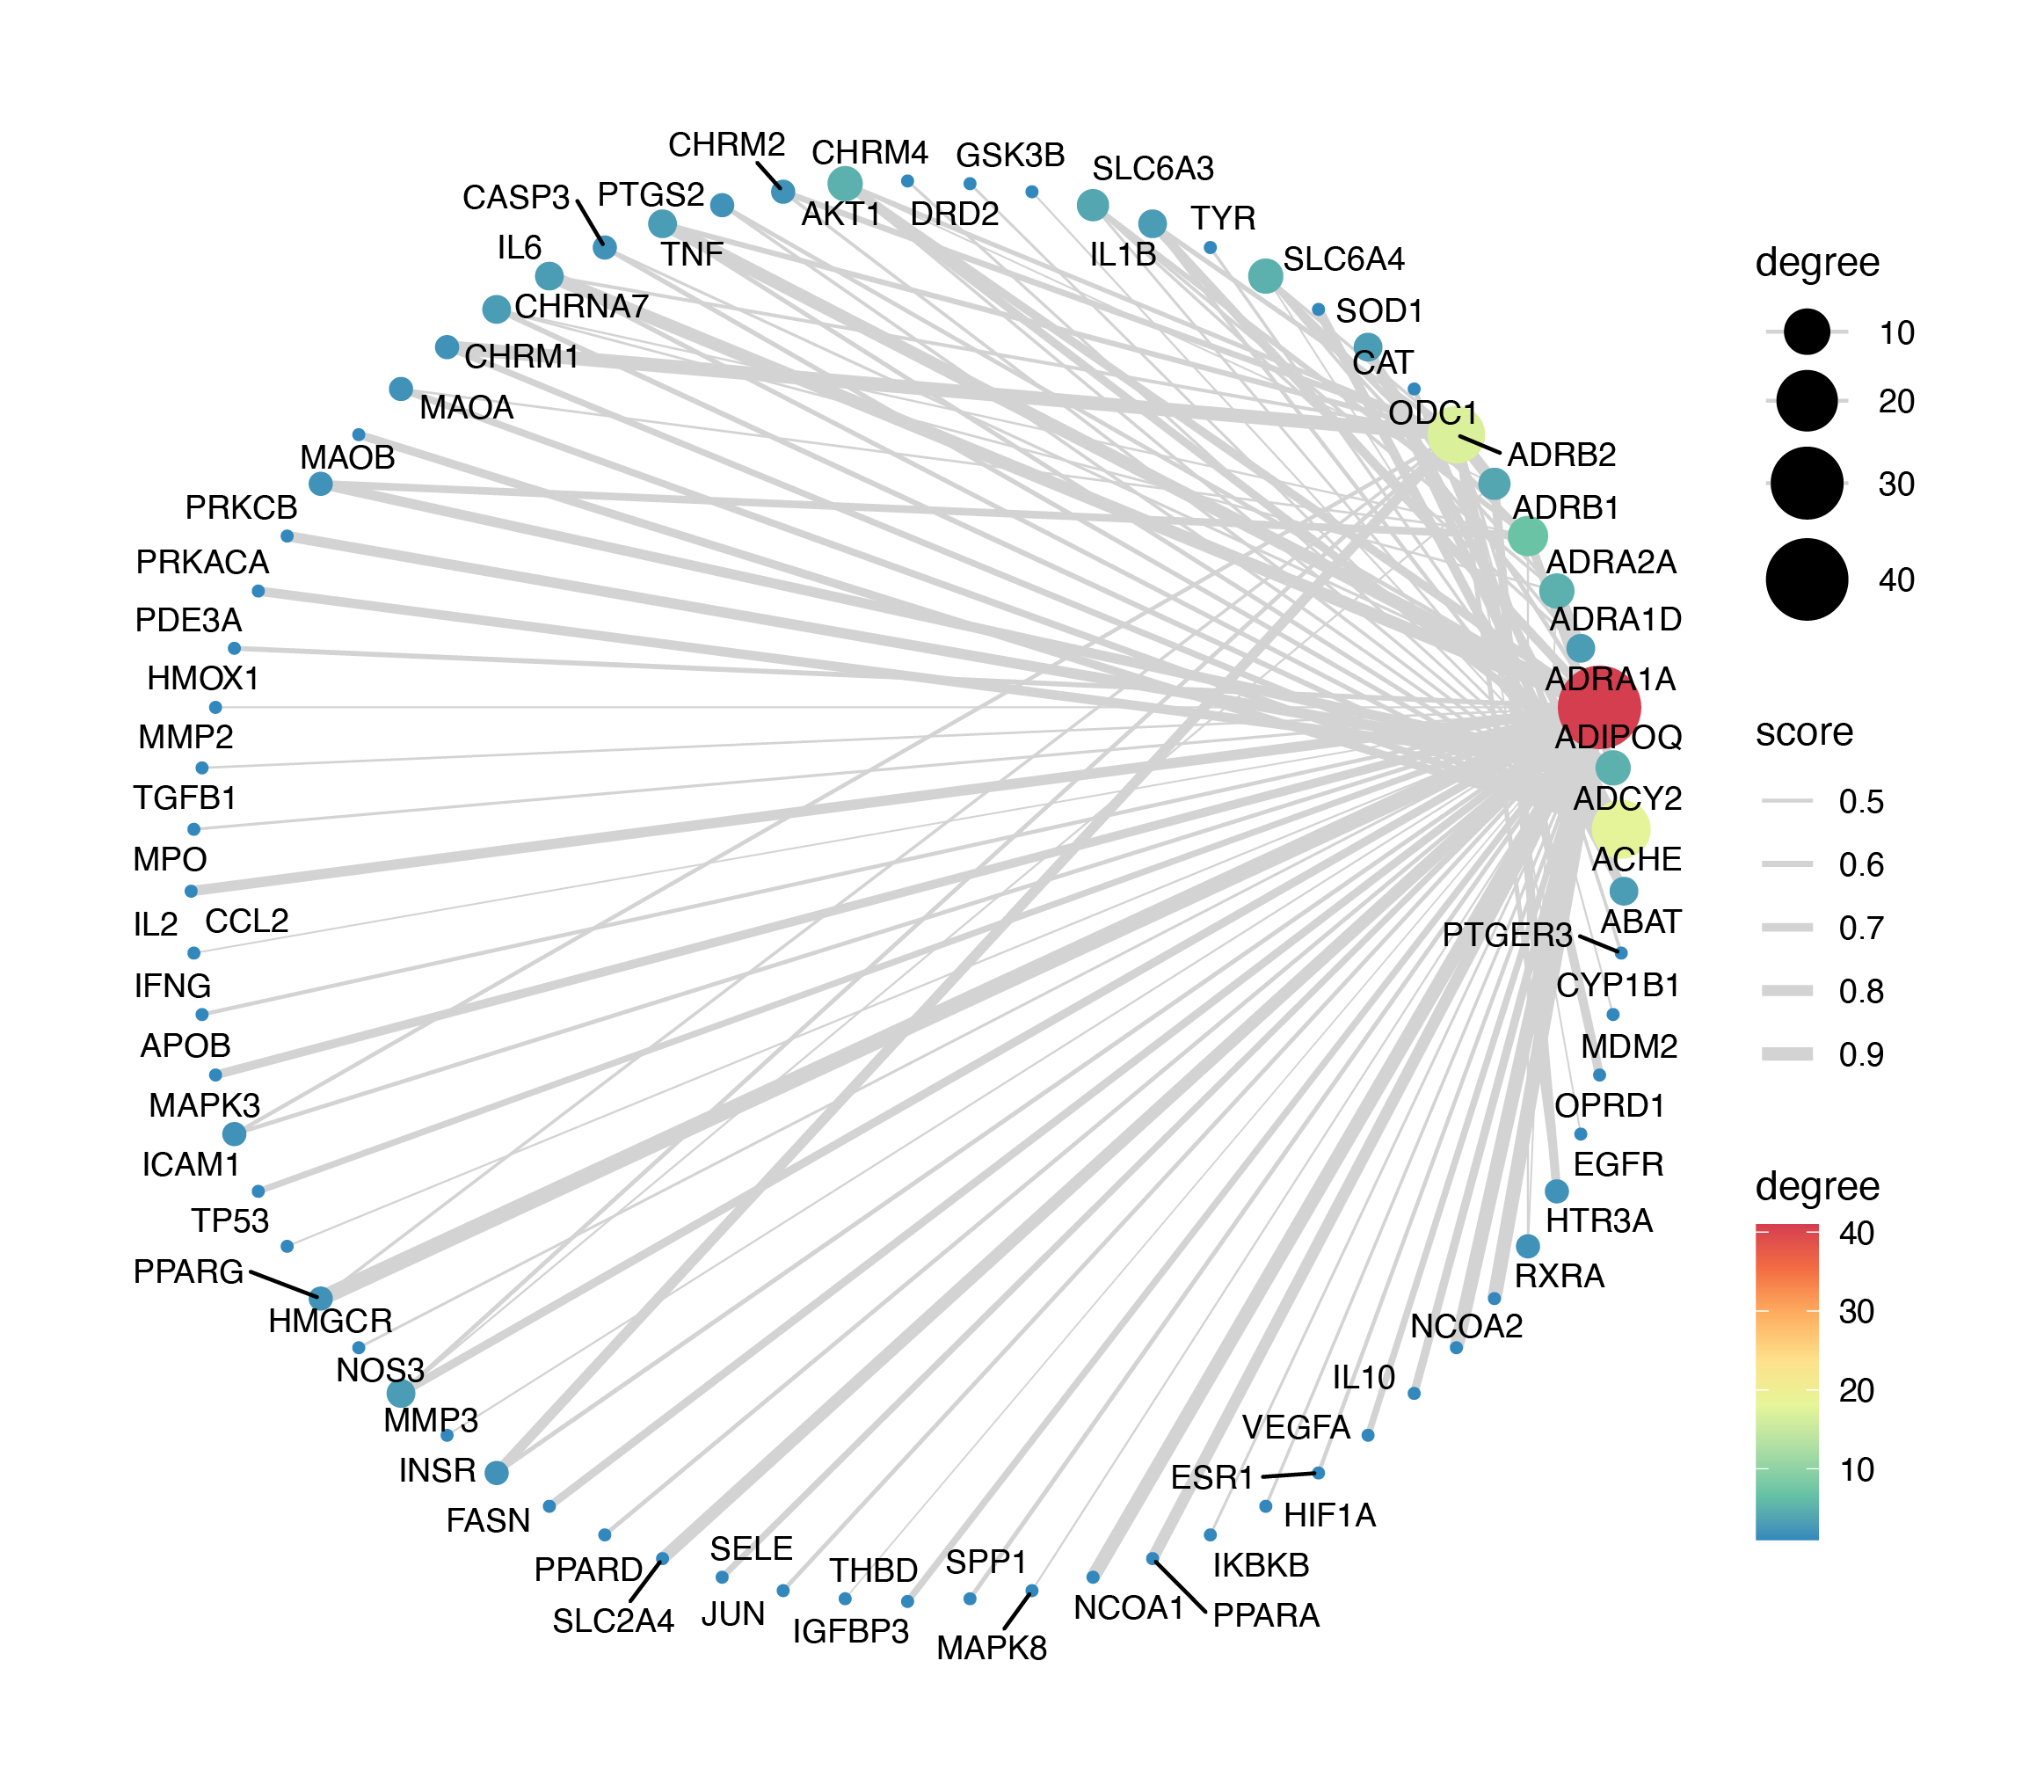 CHRM2
CHRM4
GSK3B
SLC6A3
CASP3
PTGS2
AKT1
DRD2
TYR
IL6
TNF
IL1B
SLC6A4
CHRNA7
SOD1
CHRM1
CAT
MAOA
ODC1
MAOB
ADRB2
PRKCB
ADRB1
PRKACA
ADRA2A
PDE3A
ADRA1D
HMOX1
ADRA1A
MMP2
ADIPOQ
TGFB1
ADCY2
MPO
ACHE
IL2
CCL2
ABAT
PTGER3
IFNG
CYP1B1
APOB
MDM2
MAPK3
OPRD1
ICAM1
EGFR
TP53
HTR3A
PPARG
RXRA
HMGCR
NCOA2
NOS3
IL10
MMP3
VEGFA
INSR
ESR1
FASN
HIF1A
PPARD
SELE
THBD
SPP1
IKBKB
SLC2A4
JUN
IGFBP3
MAPK8
NCOA1
PPARA
degree
10
20
30
40
score
0.5
0.6
0.7
0.8
0.9
degree
40
30
20
10